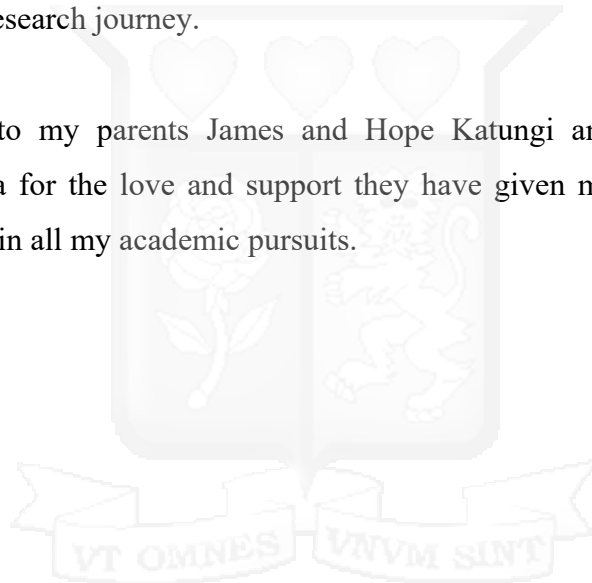 esearch journey.
to my parents James and Hope Katungi ar
a for the love and support they have given m
in all my academic pursuits.
VT OMNES VNVM SINT